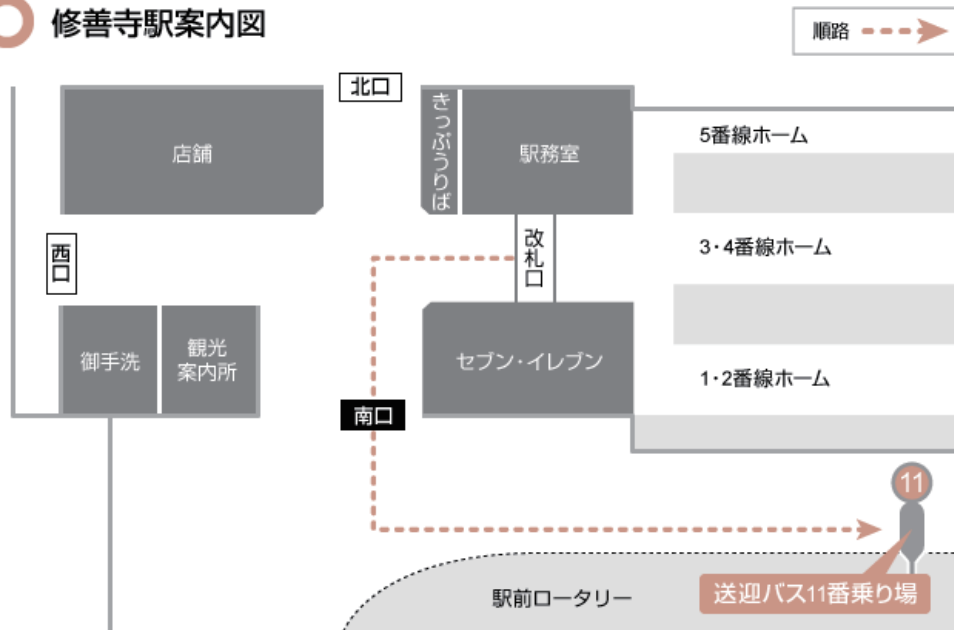 修善寺駅案内図
順路
北口
きっぷうりば
駅務室
店舗
5番線ホーム
改札口
3・4番線ホーム
西口
御手洗
観光
案内所
セブン・イレブン
1・2番線ホーム
南口
11
駅前ロータリー
送迎バス11番乗り場